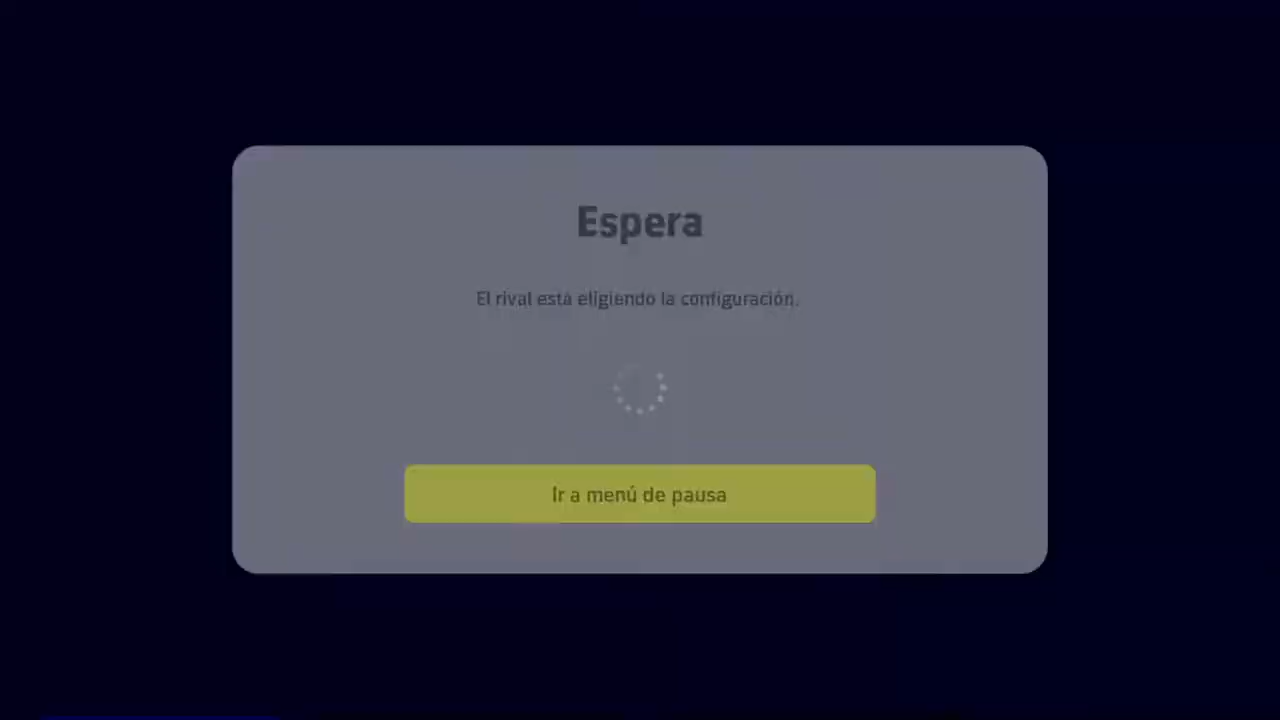 Espera
El rival está eligiendo la configuración.
Ir a menú de pausa